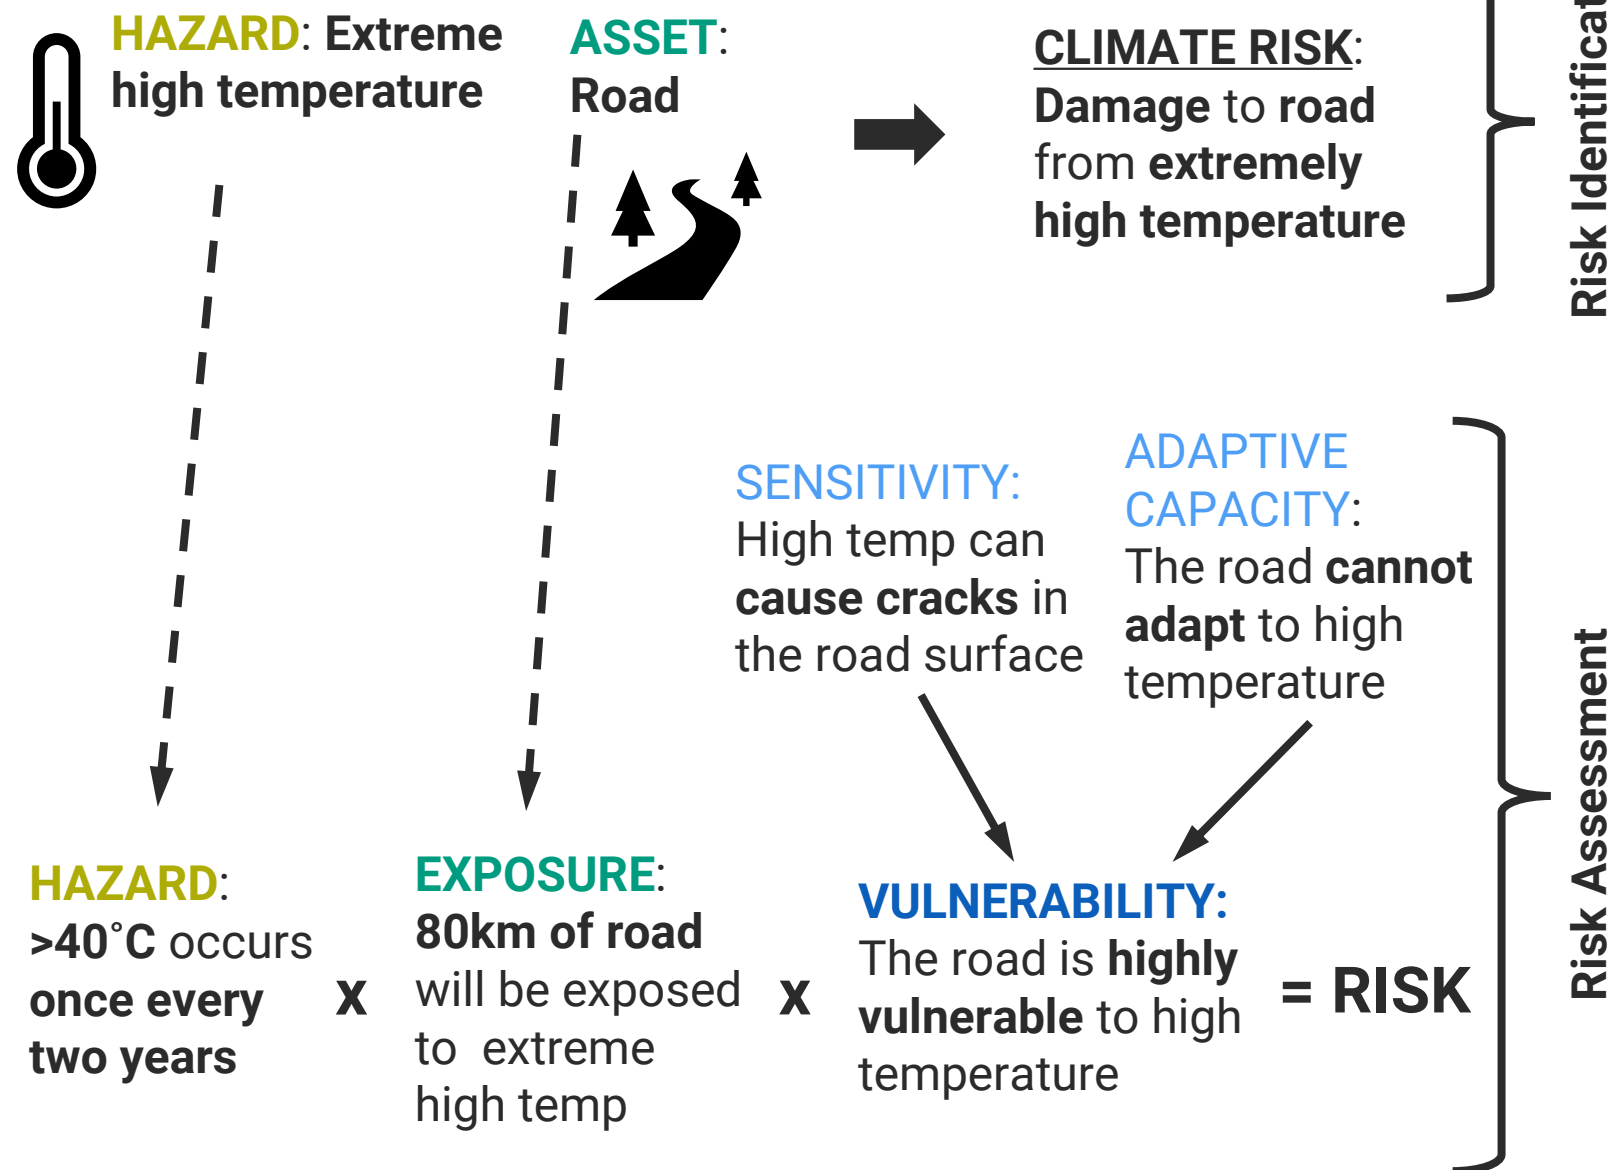 HAZARD: Extreme
high temperature
ASSET:
Road
CLIMATE RISK:
Damage to road
from extremely
high temperature
Risk Identificat
SENSITIVITY:
High temp can
cause cracks in
the road surface
ADAPTIVE
CAPACITY:
The road cannot
adapt to high
temperature
HAZARD:
>40°C occurs
once every
two years
x
EXPOSURE:
80km of road
will be exposed
to extreme
high temp
x
VULNERABILITY:
The road is highly
vulnerable to high
temperature
= RISK
Risk Assessment